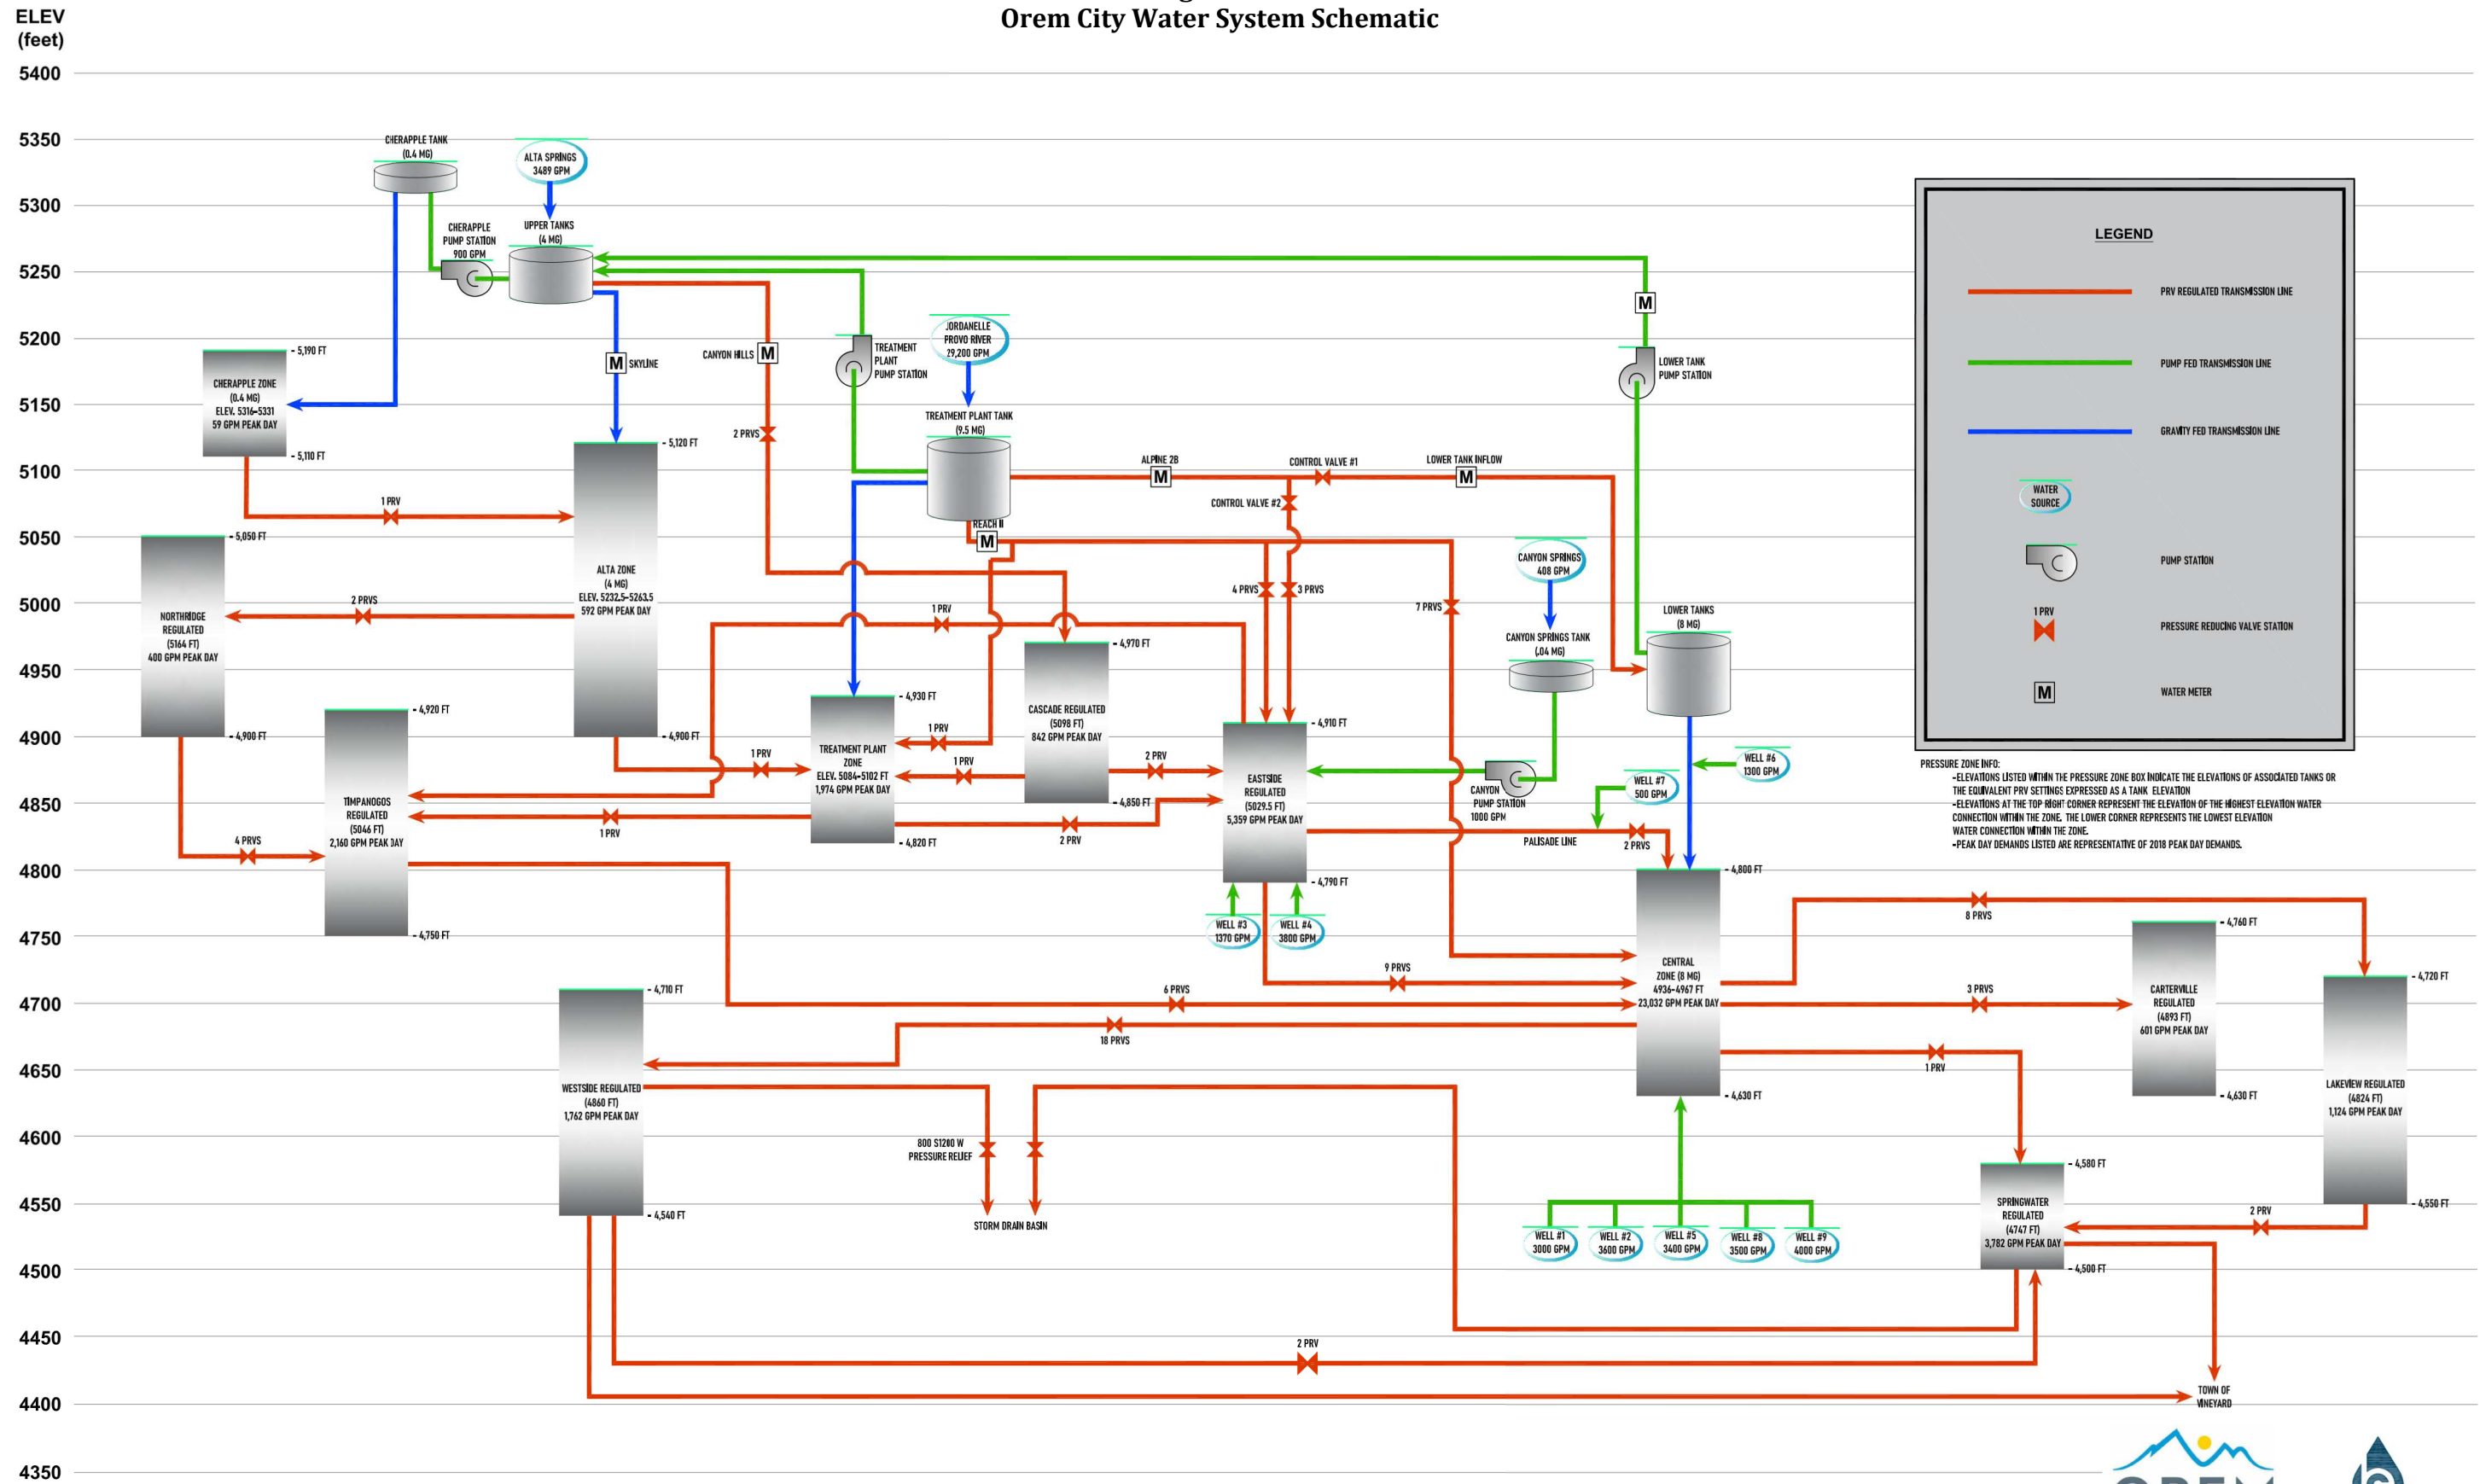 Orem City Water System Schematic
ELEV
(feet)
5400
5350
5300
5250
5200
5150
5100
5050
5000
4950
4900
4850
4800
4750
4700
4650
4600
4550
4500
4450
4400
4350
CHERAPPLE TANK
(0.4 MG)
ALTA SPRINGS
3489 GPM
CHERAPPLE
PUMP STATION
900 GPM
UPPER TANKS
(4 MG)
M
SKYLINE
CANYON HILLS
M
2 PRVS
TREATMENT
PLANT
PUMP STATION
JORDANELLE
PROVO RIVER
29,200 GPM
TREATMENT PLANT TANK
(9.5 MG)
M
LOWER TANK
PUMP STATION
CHERAPPLE ZONE
(0.4 MG)
ELEV. 5316-5331
59 GPM PEAK DAY
- 5,190 FT
- 5,110 FT
1 PRV
ALTA ZONE
(4 MG)
ELEV. 5232.5-5263.5
592 GPM PEAK DAY
- 5,120 FT
- 4,900 FT
ALPINE 2B
M
CONTROL VALVE #1
LOWER TANK INFLOW
M
CONTROL VALVE #2
REACH II
M
NORTHRIDGE
REGULATED
(5164 FT)
400 GPM PEAK DAY
- 5,050 FT
- 4,900 FT
2 PRVS
4 PRVS
3 PRVS
7 PRVS
CANYON SPRINGS
408 GPM
CANYON SPRINGS TANK
(.04 MG)
LOWER TANKS
(8 MG)
1 PRV
TIMPANOGOS
REGULATED
(5046 FT)
2,160 GPM PEAK DAY
- 4,920 FT
- 4,750 FT
4 PRVS
1 PRV
1 PRV
TREATMENT PLANT
ZONE
ELEV. 5084-5102 FT
1,974 GPM PEAK DAY
- 4,930 FT
- 4,820 FT
1 PRV
1 PRV
CASCADE REGULATED
(5098 FT)
842 GPM PEAK DAY
- 4,970 FT
- 4,850 FT
2 PRV
2 PRV
EASTSIDE
REGULATED
(5029.5 FT)
5,359 GPM PEAK DAY
- 4,910 FT
- 4,790 FT
CANYON
PUMP STATION
1000 GPM
WELL #7
500 GPM
WELL #6
1300 GPM
PALISADE LINE
2 PRVS
WELL #3
1370 GPM
WELL #4
3800 GPM
9 PRVS
6 PRVS
18 PRVS
CENTRAL
ZONE (8 MG)
4936-4967 FT
23,032 GPM PEAK DAY
- 4,800 FT
- 4,630 FT
8 PRVS
3 PRVS
1 PRV
CARTERVILLE
REGULATED
(4893 FT)
601 GPM PEAK DAY
- 4,760 FT
- 4,630 FT
LAKEVIEW REGULATED
(4824 FT)
1,124 GPM PEAK DAY
- 4,720 FT
- 4,550 FT
WESTSIDE REGULATED
(4860 FT)
1,762 GPM PEAK DAY
- 4,710 FT
- 4,540 FT
800 S1200 W
PRESSURE RELIEF
STORM DRAIN BASIN
WELL #1
3000 GPM
WELL #2
3600 GPM
WELL #5
3400 GPM
WELL #8
3500 GPM
WELL #9
4000 GPM
SPRINGWATER
REGULATED
(4747 FT)
3,782 GPM PEAK DAY
- 4,580 FT
- 4,500 FT
2 PRV
2 PRV
TOWN OF
VINEYARD
LEGEND
PRV REGULATED TRANSMISSION LINE
PUMP FED TRANSMISSION LINE
GRAVITY FED TRANSMISSION LINE
WATER
SOURCE
PUMP STATION
1 PRV
PRESSURE REDUCING VALVE STATION
M
WATER METER
PRESSURE ZONE INFO:
-ELEVATIONS LISTED WITHIN THE PRESSURE ZONE BOX INDICATE THE ELEVATIONS OF ASSOCIATED TANKS OR
THE EQUIVALENT PRV SETTINGS EXPRESSED AS A TANK ELEVATION
-ELEVATIONS AT THE TOP RIGHT CORNER REPRESENT THE ELEVATION OF THE HIGHEST ELEVATION WATER
CONNECTION WITHIN THE ZONE. THE LOWER CORNER REPRESENTS THE LOWEST ELEVATION
WATER CONNECTION WITHIN THE ZONE.
-PEAK DAY DEMANDS LISTED ARE REPRESENTATIVE OF 2018 PEAK DAY DEMANDS.
OREM